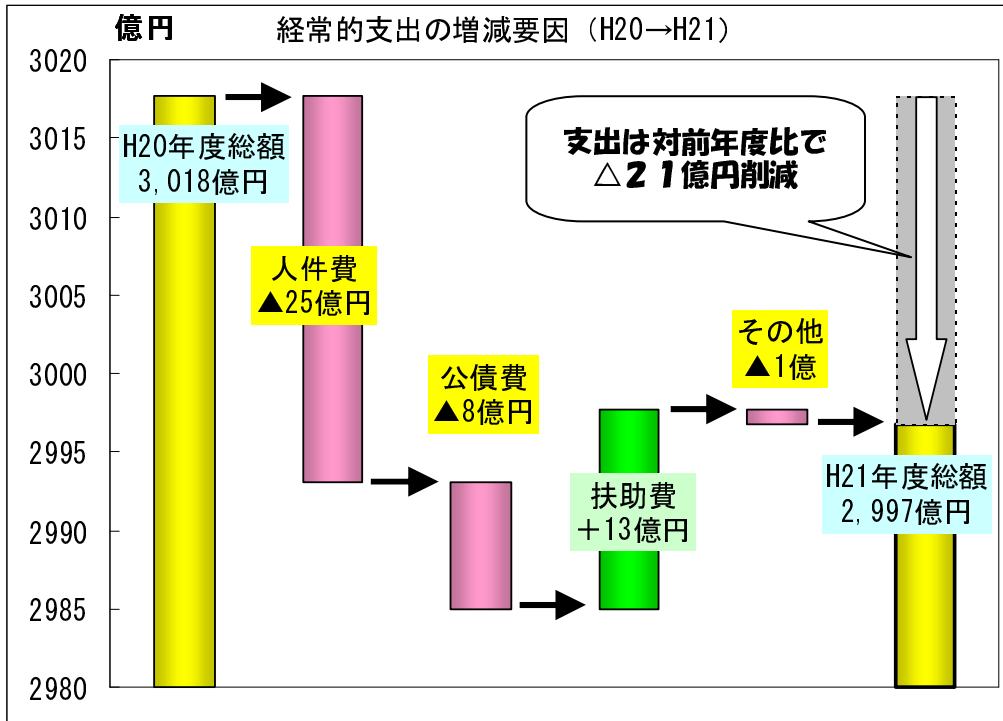 億円
経常的支出の増減要因（H20→H21）
3020
3015
3010
3005
3000
2995
2990
2985
2980
H20年度総額
3,018億円
人件費
▲25億円
公債費
▲8億円
扶助費
＋13億円
その他
▲1億
支出は対前年度比で
△２１億円削減
H21年度総額
2,997億円